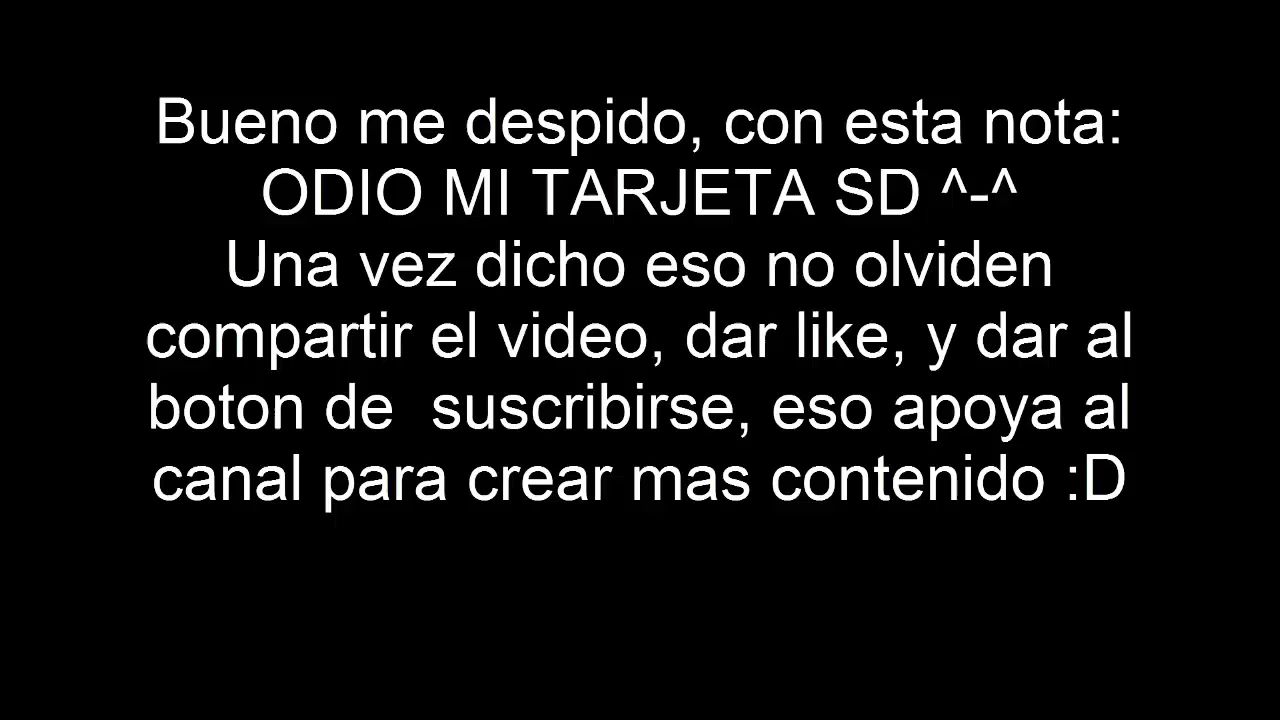 Bueno me despido, con esta nota:
ODIO MI TARJETA SD ^-^
Una vez dicho eso no olviden
compartir el video, dar like, y dar al
boton de  suscribirse, eso apoya al
canal para crear mas contenido :D